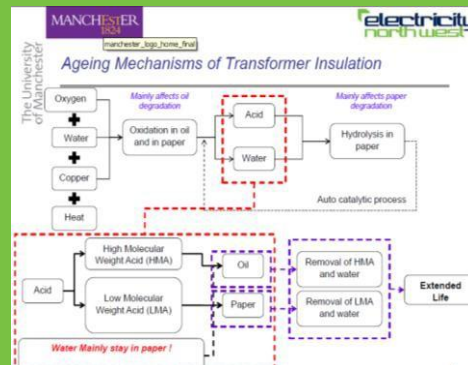 MANCHESTER
1824
manchester_logo_home_final
electricity
north west
The University
of Manchester
Ageing Mechanisms of Transformer Insulation
Mainly affects oil
degradation
Mainly affects paper
degradation
Oxygen
Water
Copper
Heat
Oxidation in oil
and in paper
Acid
Water
Hydrolysis in
paper
Auto catalytic process
Acid
High Molecular
Weight Acid (HMA)
Low Molecular
Weight Acid (LMA)
Oil
Paper
Removal of HMA
and water
Removal of LMA
and water
Extended
Life
Water Mainly stay in paper !